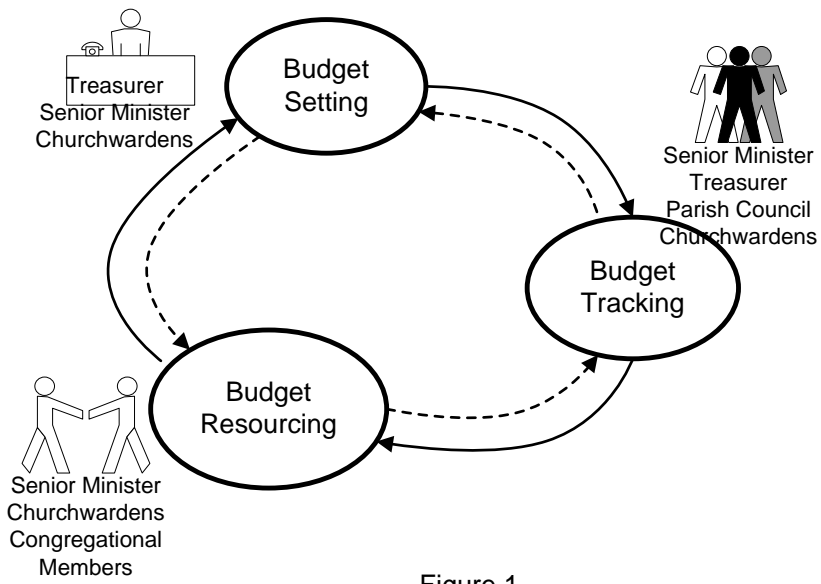 Treasurer
Senior Minister
Churchwardens
Budget
Setting
Senior Minister
Treasurer
Parish Council
Churchwardens
Budget
Tracking
Budget
Resourcing
Senior Minister
Churchwardens
Congregational
Members
Figure 1